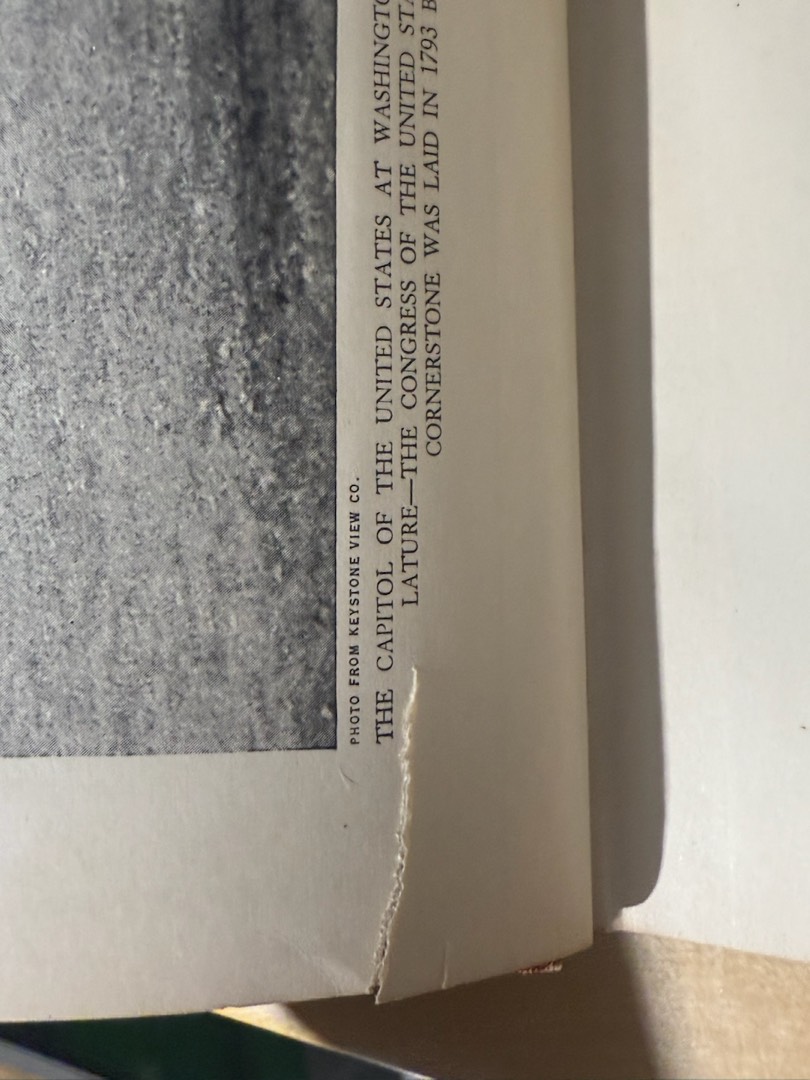 PHOTO FROM KEYSTONE VIEW CO.
THE CAPITOL OF THE UNITED STATES AT
LATURE—THE CONGRESS OF THE UNITED
CORNERSTONE WAS LAID IN 1793